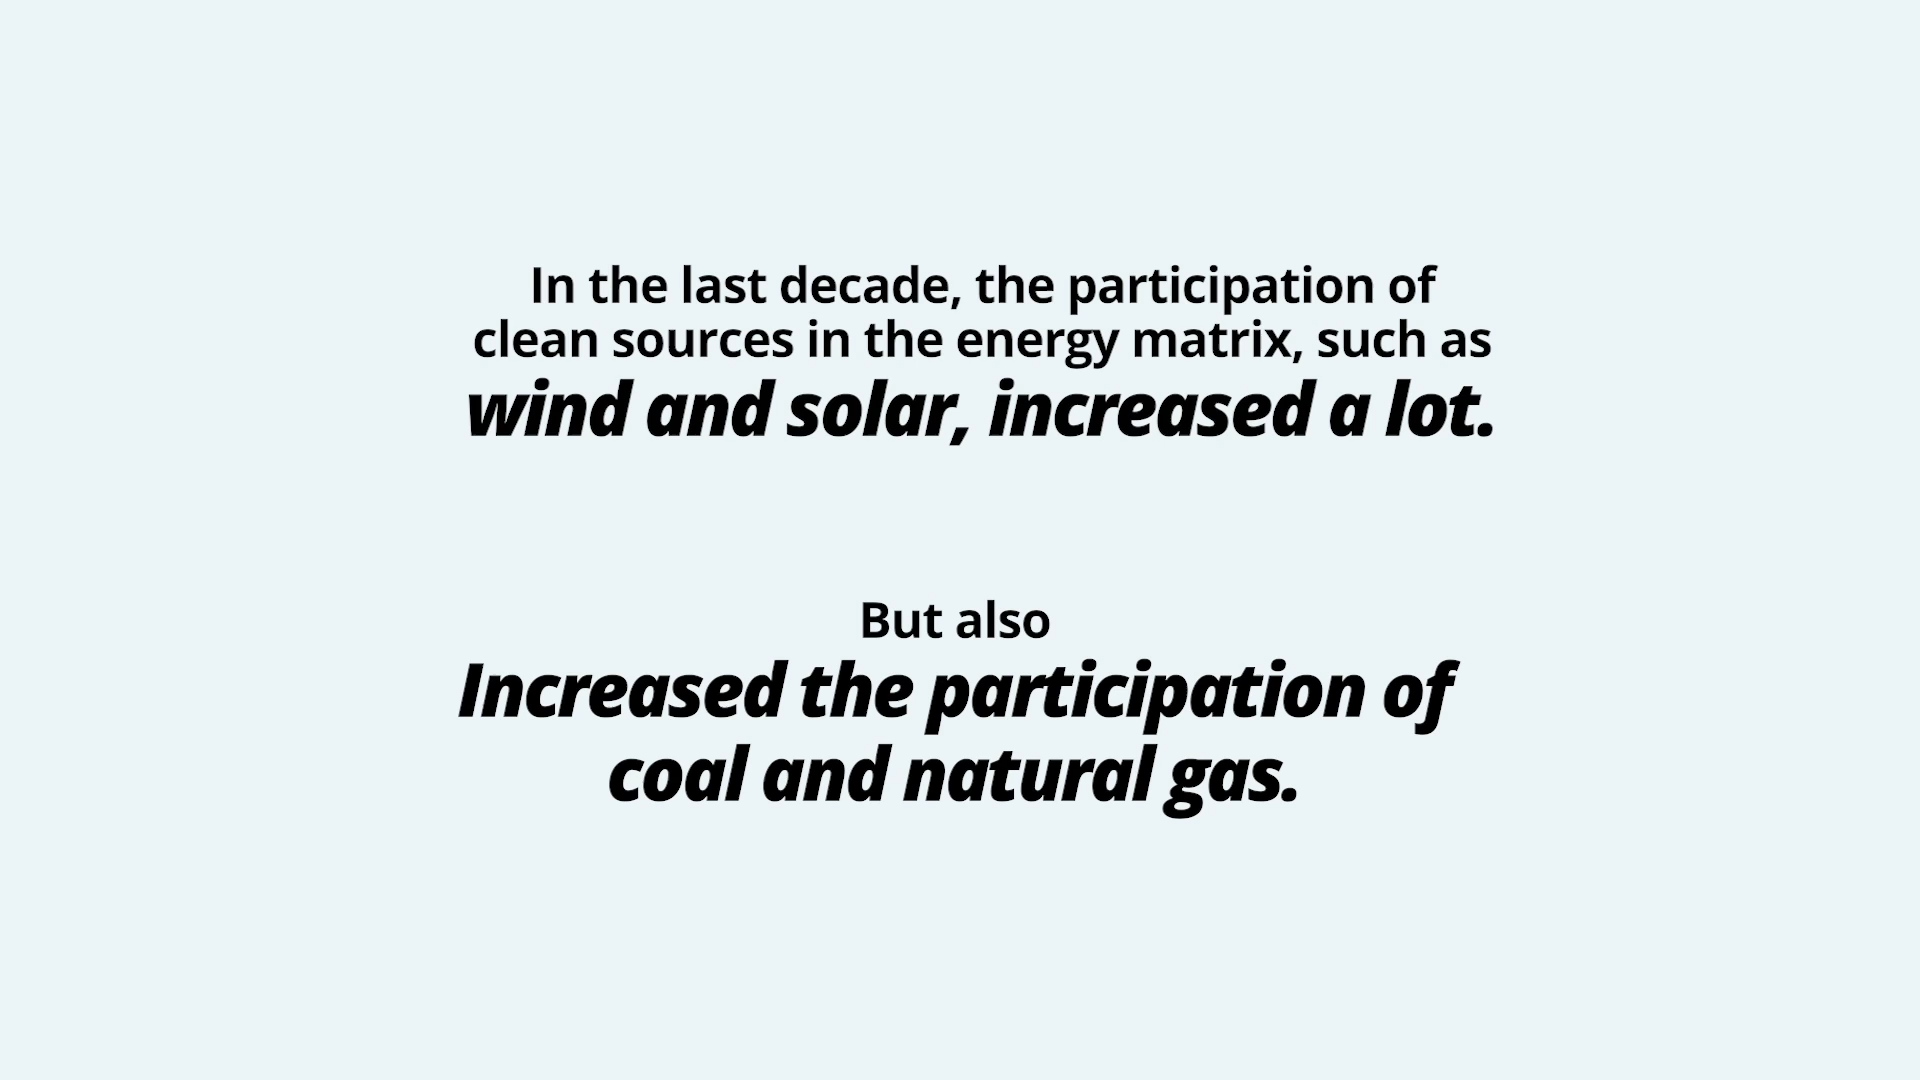 In the last decade, the participation of
clean sources in the energy matrix, such as
wind and solar, increased a lot.
But also
Increased the participation of
coal and natural gas.